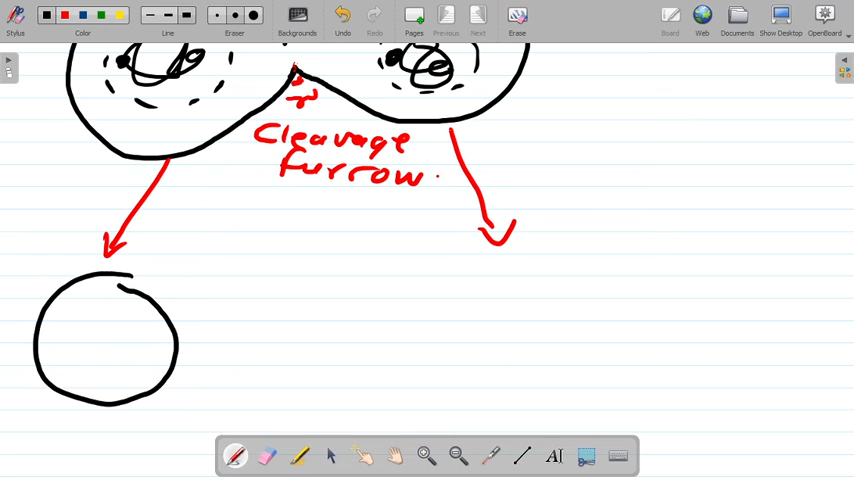 Stylus
Color
Line
Eraser
Backgrounds
Undo
Redo
Pages
Previous
Next
Erase
Board
Web
Documents
Show Desktop
OpenBoard
Cleavage
furrow.
AI